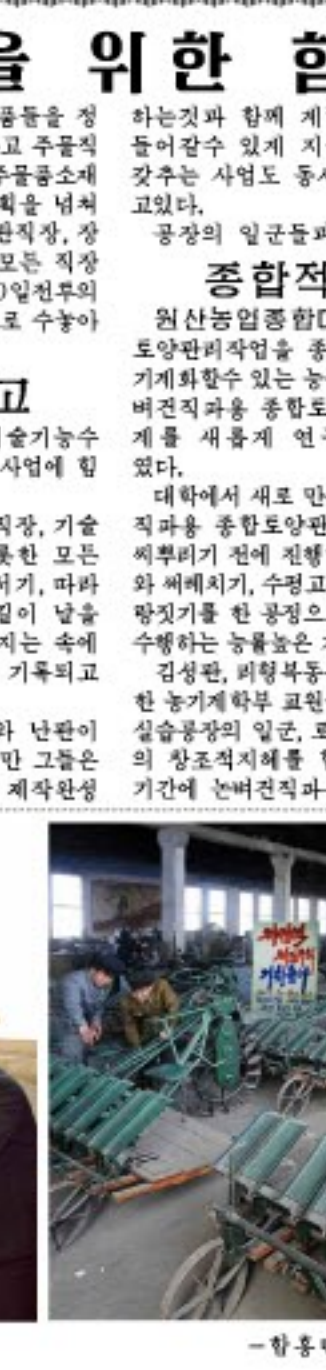 을 위한
품들을 정
고 주물직
주물품소재
획을 넘쳐
관직장, 장
모든 직장
0일전투의
로 수놓아
고
기술기능수
사업에 힘
직장, 기술
롯한 모든
서기, 따라
길이 낮을
지는 속에
기록되고
와 난관이
만 그들은
제작완성
하는것과 함께 제
들어갈수 있게 지
갖추는 사업도 동시
고있다.
공장의 일군들과
종합적
원산농업종합대
토양관리작업을 종
기계화할수 있는 능
벼건직파용 종합토
계를 새롭게 연구
였다.
대학에서 새로 만
직파용 종합토양관
씨뿌리기 전에 진행
와 써레치기, 수평고
랑짓기를 한 공정으
수행하는 능률높은 기
김성관, 리형북동
한 농기계학부 교원
실습공장의 일군, 로
의 창조적지혜를 합
기간에 논벼건직파
-함흥